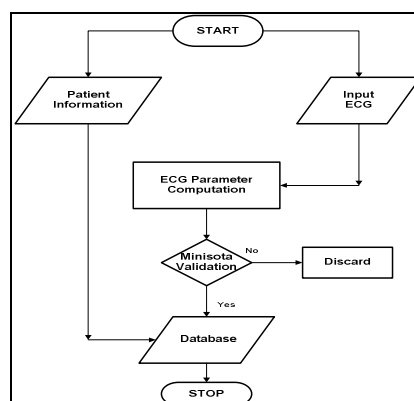 START
Patient
Information
Input
ECG
ECG Parameter
Computation
Minisota
Validation
No
Discard
Yes
Database
STOP